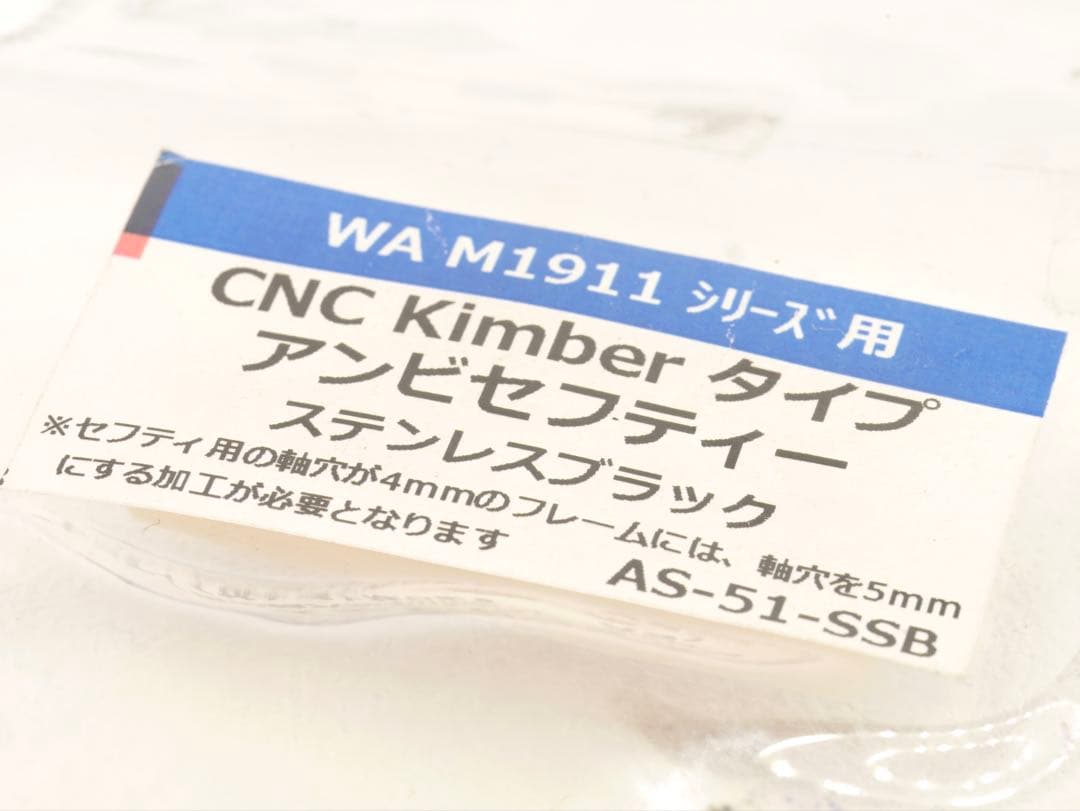 WA M1911 ｼﾘｰｽﾞ用
CNC Kimber タイプ
アンビセフティー
ステンレスブラック
※セフティ用の軸穴が4mmのフレームには、軸穴を5mm
にする加工が必要となります
AS-51-SSB